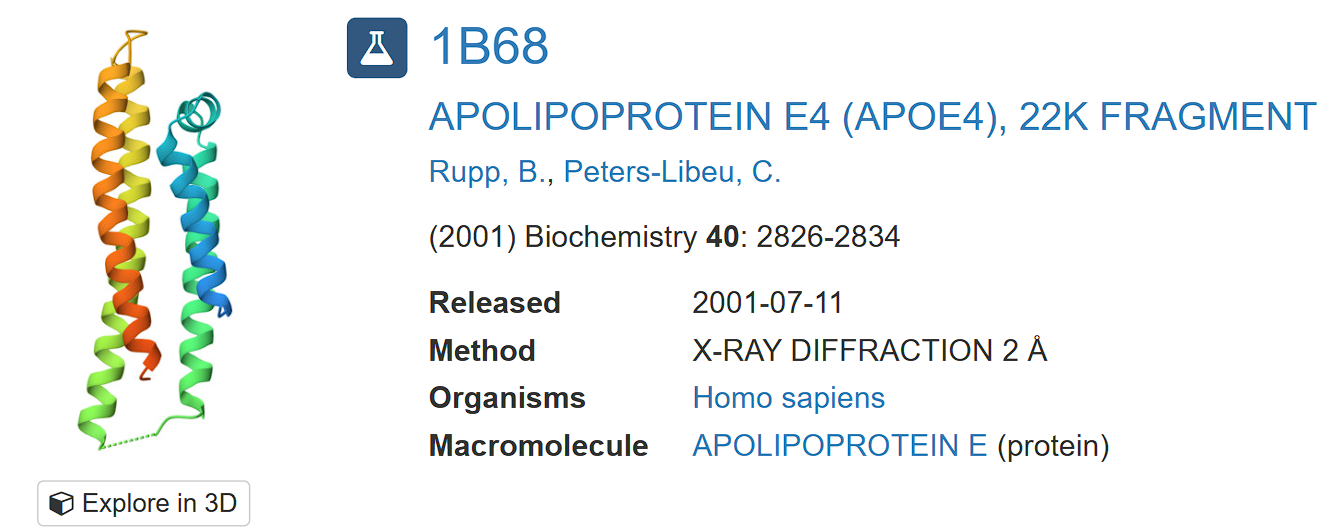 1B68
APOLIPOPROTEIN E4 (APOE4), 22K FRAGMENT
Rupp, B., Peters-Libeu, C.
(2001) Biochemistry 40: 2826-2834
Released 2001-07-11
Method X-RAY DIFFRACTION 2 Å
Organisms Homo sapiens
Macromolecule APOLIPOPROTEIN E (protein)
Explore in 3D